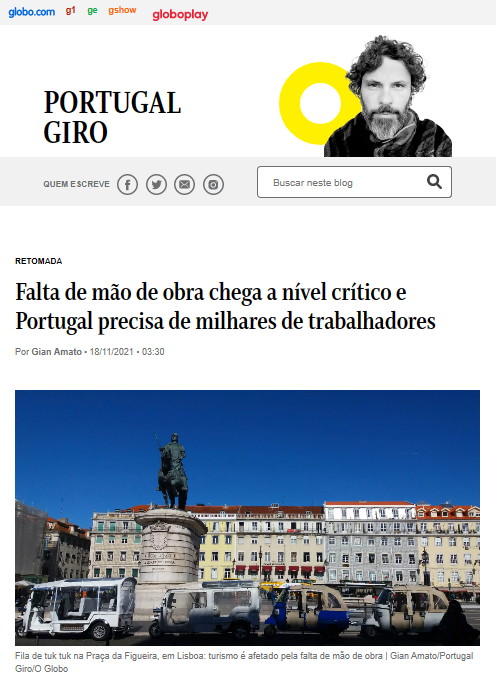 globo.com g1 ge gshow globoplay
PORTUGAL
GIRO
QUEM ESCREVE
Buscar neste blog
RETOMADA
Falta de mão de obra chega a nível crítico e
Portugal precisa de milhares de trabalhadores
Por Gian Amato • 18/11/2021 • 03:30
Fila de tuk tuk na Praça da Figueira, em Lisboa: turismo é afetado pela falta de mão de obra | Gian Amato/Portugal
Giro/O Globo